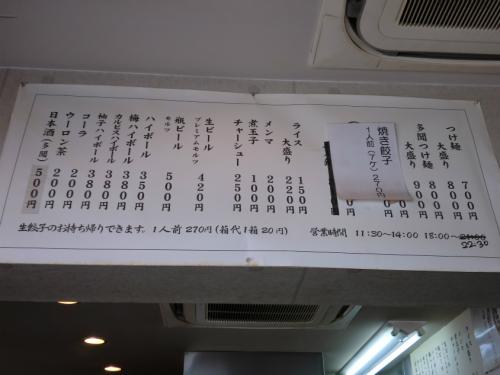 つけ麺 700円
大盛り 800円
多聞つけ麺 800円
大盛り 900円
焼き餃子
1人前(7ケ)270円
ライス 150円
大盛り 220円
メンマ 200円
煮玉子 100円
チャーシュー 250円
生ビール
プレミアムモルツ 420円
瓶ビール
モルツ 500円
ハイボール 350円
梅ハイボール 380円
カルピスハイボール 380円
柚子ハイボール 380円
コーラ 200円
ウーロン茶 200円
日本酒(多聞) 500円
生餃子のお持ち帰りできます。1人前270円(箱代1箱20円)
営業時間 11:30~14:00 18:00~21:00
22:30